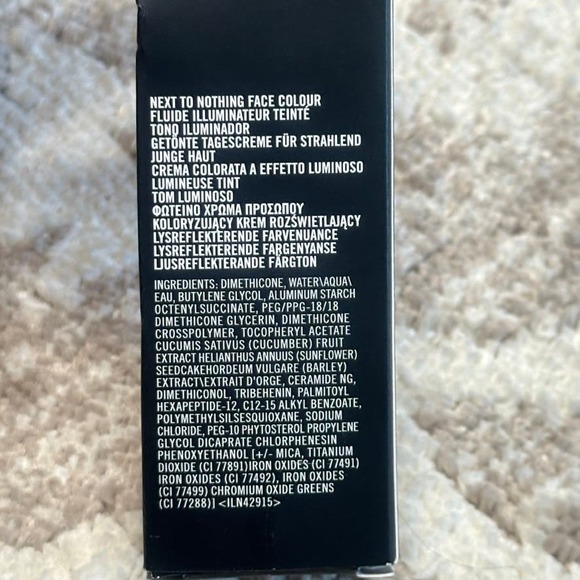 NEXT TO NOTHING FACE COLOUR
FLUIDE ILLUMINATEUR TEINTÉ
TONO ILUMINADOR
GETÖNTE TAGESCREME FÜR STRAHLEND
JUNGE HAUT
CREMA COLORATA A EFFETTO LUMINOSO
LUMINEUSE TINT
TOM LUMINOSO
ΦΩΤΕΙΝΟ ΧΡΩΜΑ ΠΡΟΣΩΠΟΥ
KOLORYZUJĄCY KREM ROZŚWIETLAJĄCY
LYSREFLEKTERENDE FARVENUANCE
LYSREFLEKTERENDE FARGENYANSE
LJUSREFLEKTERANDE FÄRGTON
INGREDIENTS: DIMETHICONE, WATER\AQUA\
EAU, BUTYLENE GLYCOL, ALUMINUM STARCH
OCTENYLSUCCINATE, PEG/PPG-18/18
DIMETHICONE GLYCERIN, DIMETHICONE
CROSSPOLYMER, TOCOPHERYL ACETATE
CUCUMIS SATIVUS (CUCUMBER) FRUIT
EXTRACT HELIANTHUS ANNUUS (SUNFLOWER)
SEEDCAKEHORDEUM VULGARE (BARLEY)
EXTRACT\EXTRAIT D'ORGE, CERAMIDE NG,
DIMETHICONOL, TRIBEHENIN, PALMITOYL
HEXAPEPTIDE-12, C12-15 ALKYL BENZOATE,
POLYMETHYLSILSESQUIOXANE, SODIUM
CHLORIDE, PEG-10 PHYTOSTEROL PROPYLENE
GLYCOL DICAPRATE CHLORPHENESIN
PHENOXYETHANOL [+/- MICA, TITANIUM
DIOXIDE (CI 77891)IRON OXIDES (CI 77491)
IRON OXIDES (CI 77492), IRON OXIDES
(CI 77499) CHROMIUM OXIDE GREENS
(CI 77288)] <ILN42915>